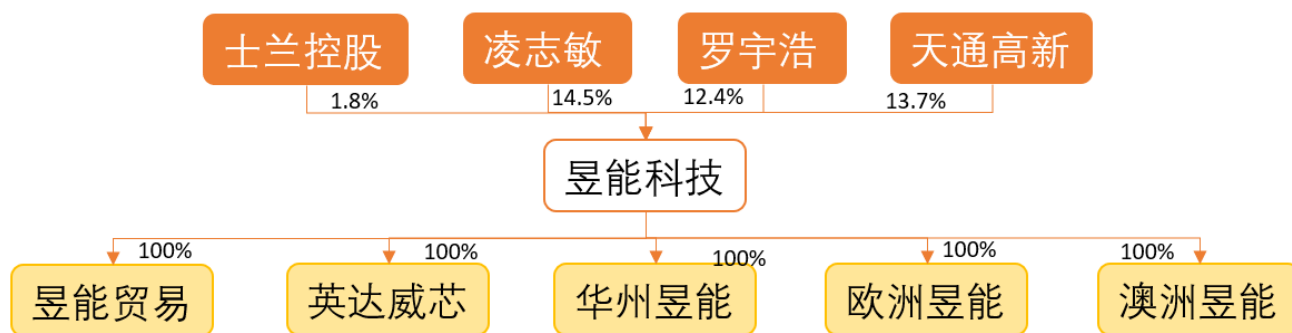 士兰控股
凌志敏
罗宇浩
天通高新
1.8%
14.5%
12.4%
13.7%
昱能科技
100%
100%
100%
100%
100%
昱能贸易
英达威芯
华州昱能
欧洲昱能
澳洲昱能